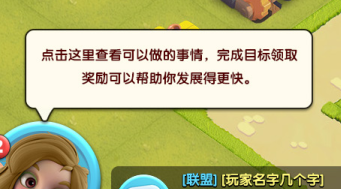 点击这里查看可以做的事情，完成目标领取
奖励可以帮助你发展得更快。
2
[联盟] [玩家名字几个字]